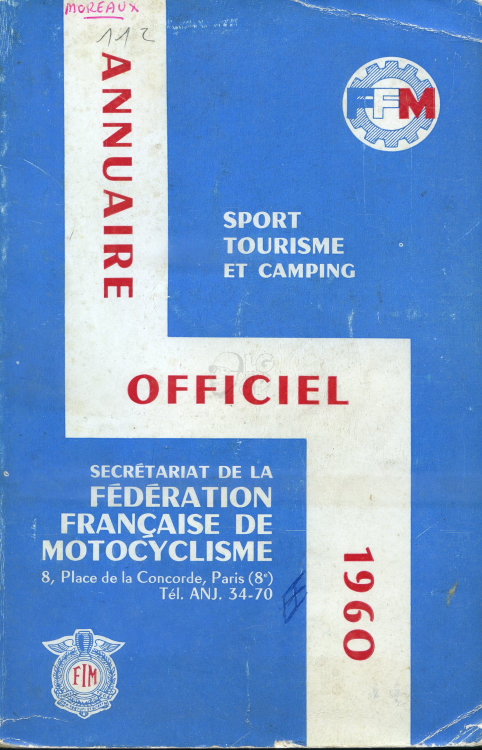 MOREAUX
112
ANNUAIRE
FFM
SPORT
TOURISME
ET CAMPING
OFFICIEL
SECRÉTARIAT DE LA
FÉDÉRATION
FRANÇAISE DE
MOTOCYCLISME
8, Place de la Concorde, Paris (8e)
Tél. ANJ. 34-70
1960
FIM